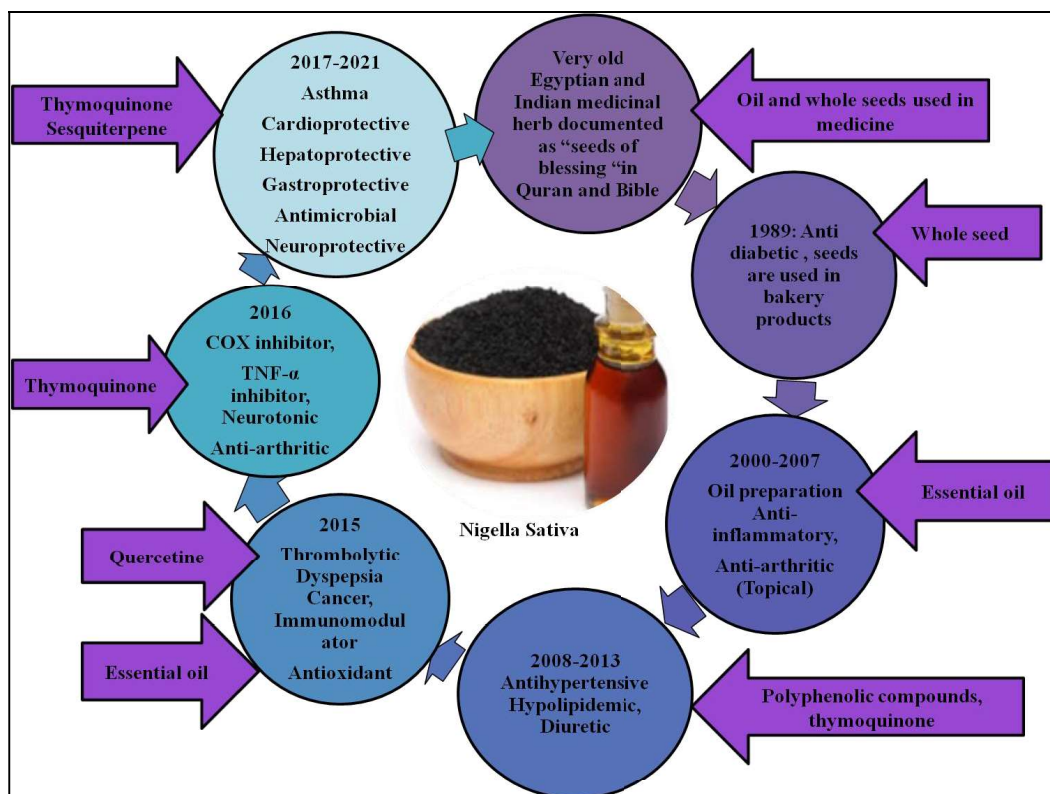 Very old
Egyptian and
Indian medicinal
herb documented
as “seeds of
blessing “in
Quran and Bible
Oil and whole seeds used in
medicine
1989: Anti
diabetic , seeds
are used in
bakery
products
Whole seed
2000-2007
Oil preparation
Anti-
inflammatory,
Anti-arthritic
(Topical)
Essential oil
2008-2013
Antihypertensive
Hypolipidemic,
Diuretic
Polyphenolic compounds,
thymoquinone
2015
Thrombolytic
Dyspepsia
Cancer,
Immunomodul
ator
Antioxidant
Quercetine
Essential oil
2016
COX inhibitor,
TNF-α
inhibitor,
Neurotonic
Anti-arthritic
Thymoquinone
2017-2021
Asthma
Cardioprotective
Hepatoprotective
Gastroprotective
Antimicrobial
Neuroprotective
Thymoquinone
Sesquiterpene
Nigella Sativa